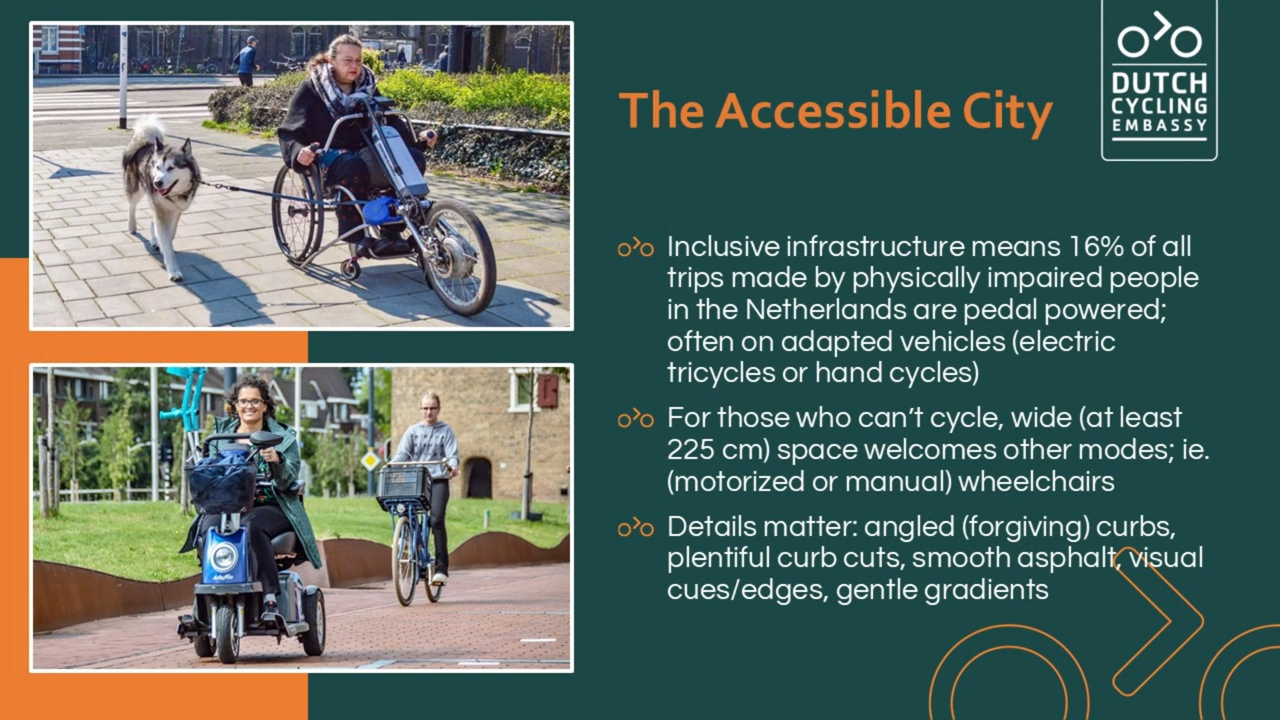 The Accessible City
DUTCH
CYCLING
EMBASSY
Inclusive infrastructure means 16% of all
trips made by physically impaired people
in the Netherlands are pedal powered;
often on adapted vehicles (electric
tricycles or hand cycles)
For those who can’t cycle, wide (at least
225 cm) space welcomes other modes; ie.
(motorized or manual) wheelchairs
Details matter: angled (forgiving) curbs,
plentiful curb cuts, smooth asphalt, visual
cues/edges, gentle gradients